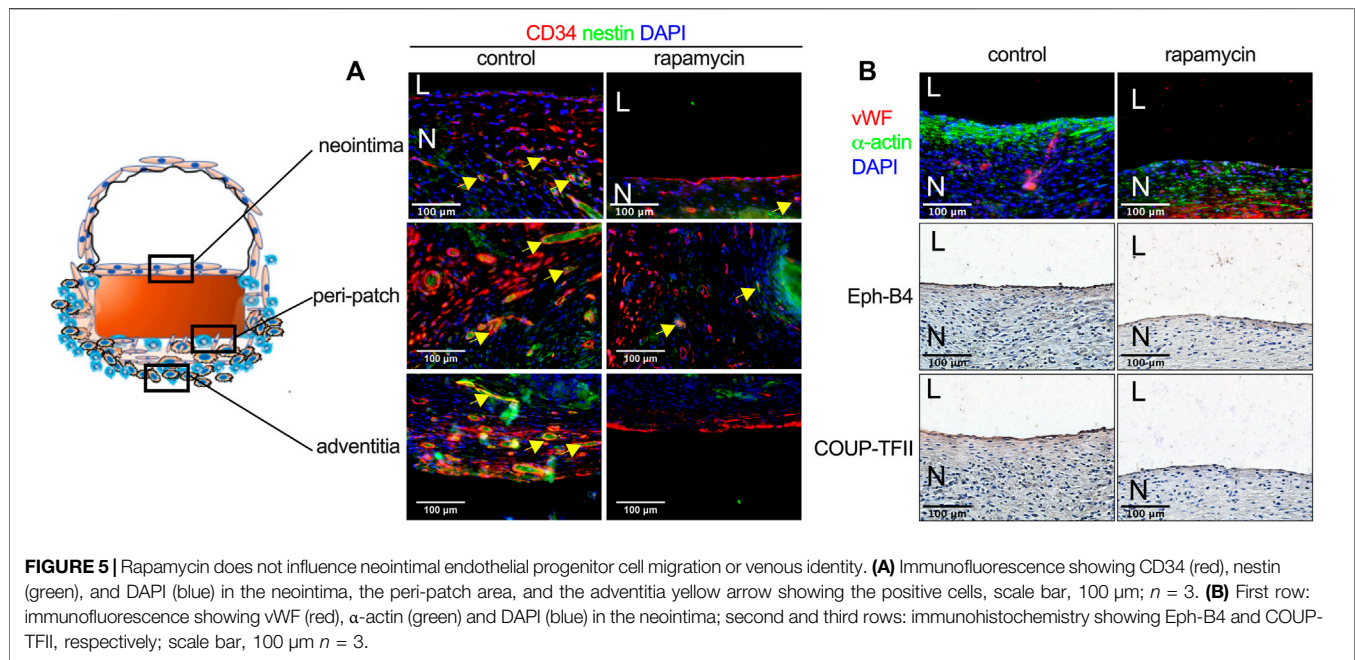 CD34 nestin DAPI
A
control
rapamycin
B
control
rapamycin
neointima
peri-patch
adventitia
L
N
100 µm
L
N
100 µm
100 µm
100 µm
100 µm
100 µm
vWF
α-actin
DAPI
L
N
100 µm
L
N
100 µm
Eph-B4
L
N
100 µm
L
N
100 µm
COUP-TFII
L
N
100 µm
L
N
100 µm
FIGURE 5 | Rapamycin does not influence neointimal endothelial progenitor cell migration or venous identity. (A) Immunofluorescence showing CD34 (red), nestin
(green), and DAPI (blue) in the neointima, the peri-patch area, and the adventitia yellow arrow showing the positive cells, scale bar, 100 µm; n = 3. (B) First row:
immunofluorescence showing vWF (red), α-actin (green) and DAPI (blue) in the neointima; second and third rows: immunohistochemistry showing Eph-B4 and COUP-
TFII, respectively; scale bar, 100 µm n = 3.